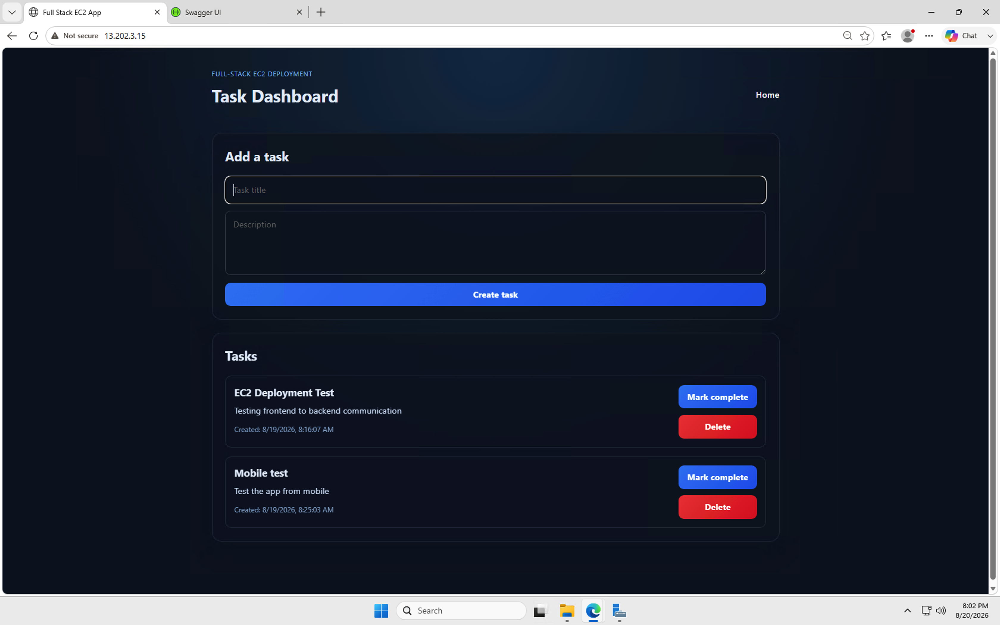 Full Stack EC2 App
Swagger UI
Not secure 13.202.3.15
Chat
FULL-STACK EC2 DEPLOYMENT
Task Dashboard
Home
Add a task
Task title
Description
Create task
Tasks
EC2 Deployment Test
Testing frontend to backend communication
Created: 8/19/2026, 8:16:07 AM
Mark complete
Delete
Mobile test
Test the app from mobile
Created: 8/19/2026, 8:25:03 AM
Mark complete
Delete
Search
8:02 PM
8/20/2026